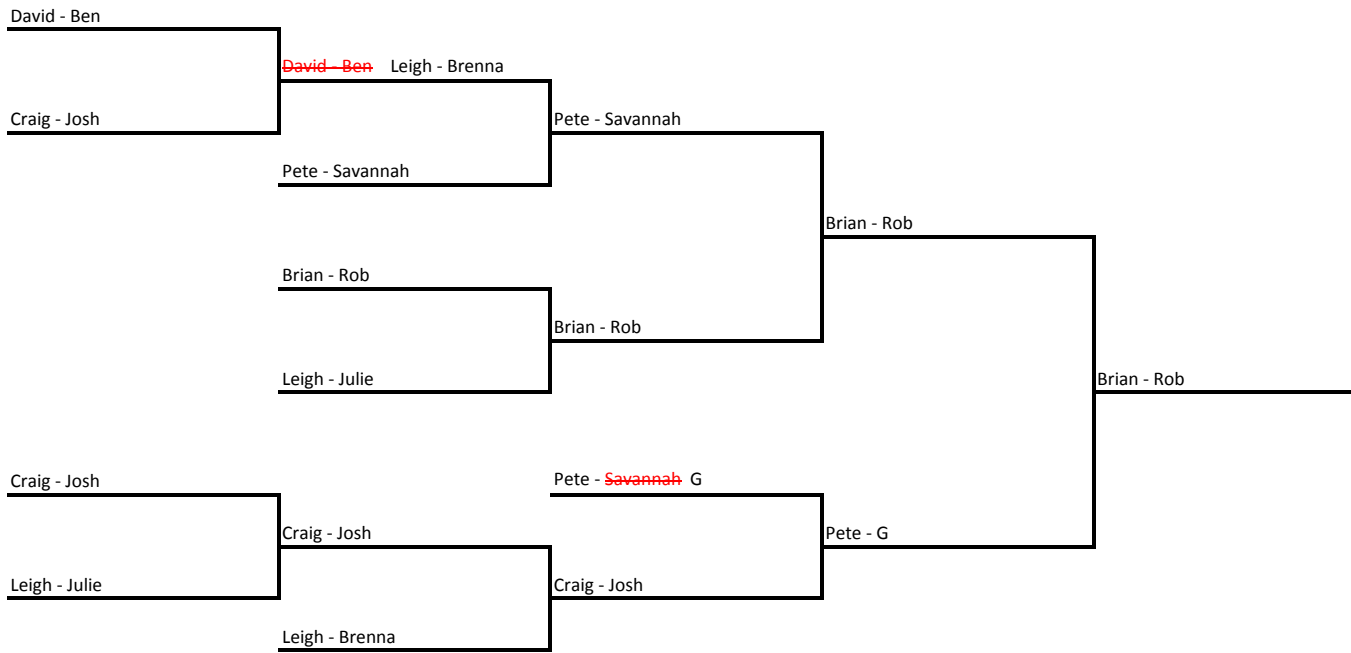 David - Ben
David - Ben Leigh - Brenna
Craig - Josh
Pete - Savannah
Pete - Savannah
Brian - Rob
Brian - Rob
Brian - Rob
Leigh - Julie
Brian - Rob
Craig - Josh
Pete - Savannah G
Craig - Josh
Pete - G
Leigh - Julie
Craig - Josh
Leigh - Brenna